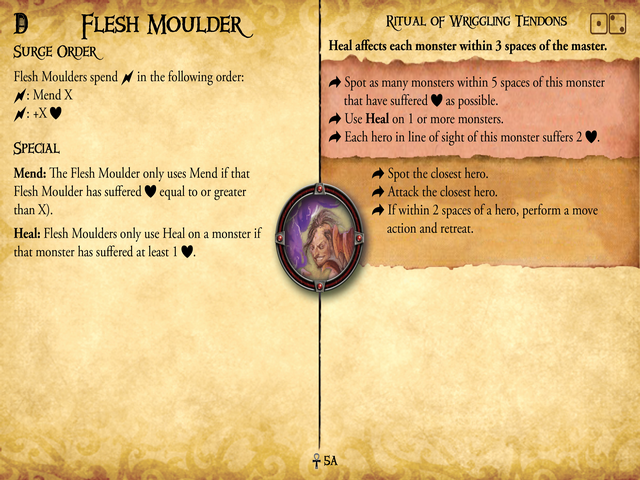 D
FLESH MOULDER
SURGE ORDER
Flesh Moulders spend in the following order:
: Mend X
: +X
SPECIAL
Mend: The Flesh Moulder only uses Mend if that
Flesh Moulder has suffered equal to or greater
than X).
Heal: Flesh Moulders only use Heal on a monster if
that monster has suffered at least 1 .
RITUAL OF WRIGGLING TENDONS
Heal affects each monster within 3 spaces of the master.
Spot as many monsters within 5 spaces of this monster
that have suffered as possible.
Use Heal on 1 or more monsters.
Each hero in line of sight of this monster suffers 2 .
Spot the closest hero.
Attack the closest hero.
If within 2 spaces of a hero, perform a move
action and retreat.
5A